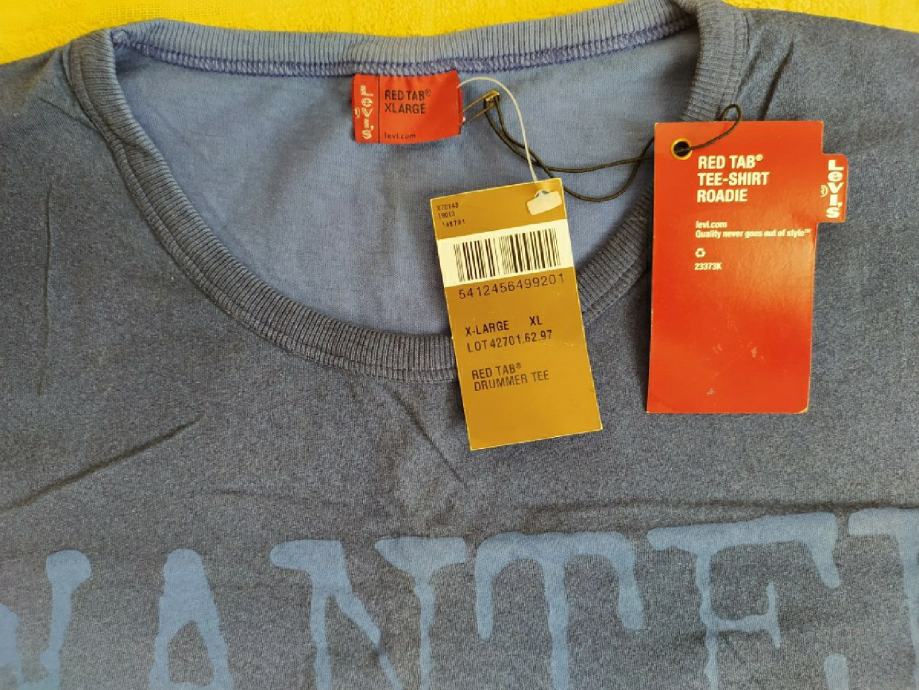 Levi's
RED TAB®
XLARGE
levi.com
5412456499201
X-LARGE XL
LOT 42701.62.97
RED TAB®
DRUMMER TEE
RED TAB®
TEE-SHIRT
ROADIE
levi.com
Quality never goes out of style™
23373K
Levi's
®
WANTE